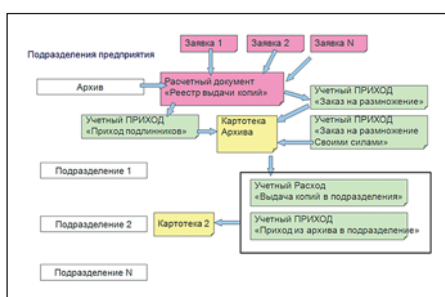 Заявка 1
Заявка 2
Заявка N
Подразделения предприятия
Архив
Расчетный документ
«Реестр выдачи копий»
Учетный ПРИХОД
«Заказ на размножение»
Учетный ПРИХОД
«Приход подлинников»
Картотека
Архива
Учетный ПРИХОД
«Заказ на размножение
Своими силами»
Подразделение 1
Учетный Расход
«Выдача копий в подразделения»
Подразделение 2
Картотека 2
Учетный ПРИХОД
«Приход из архива в подразделение»
Подразделение N